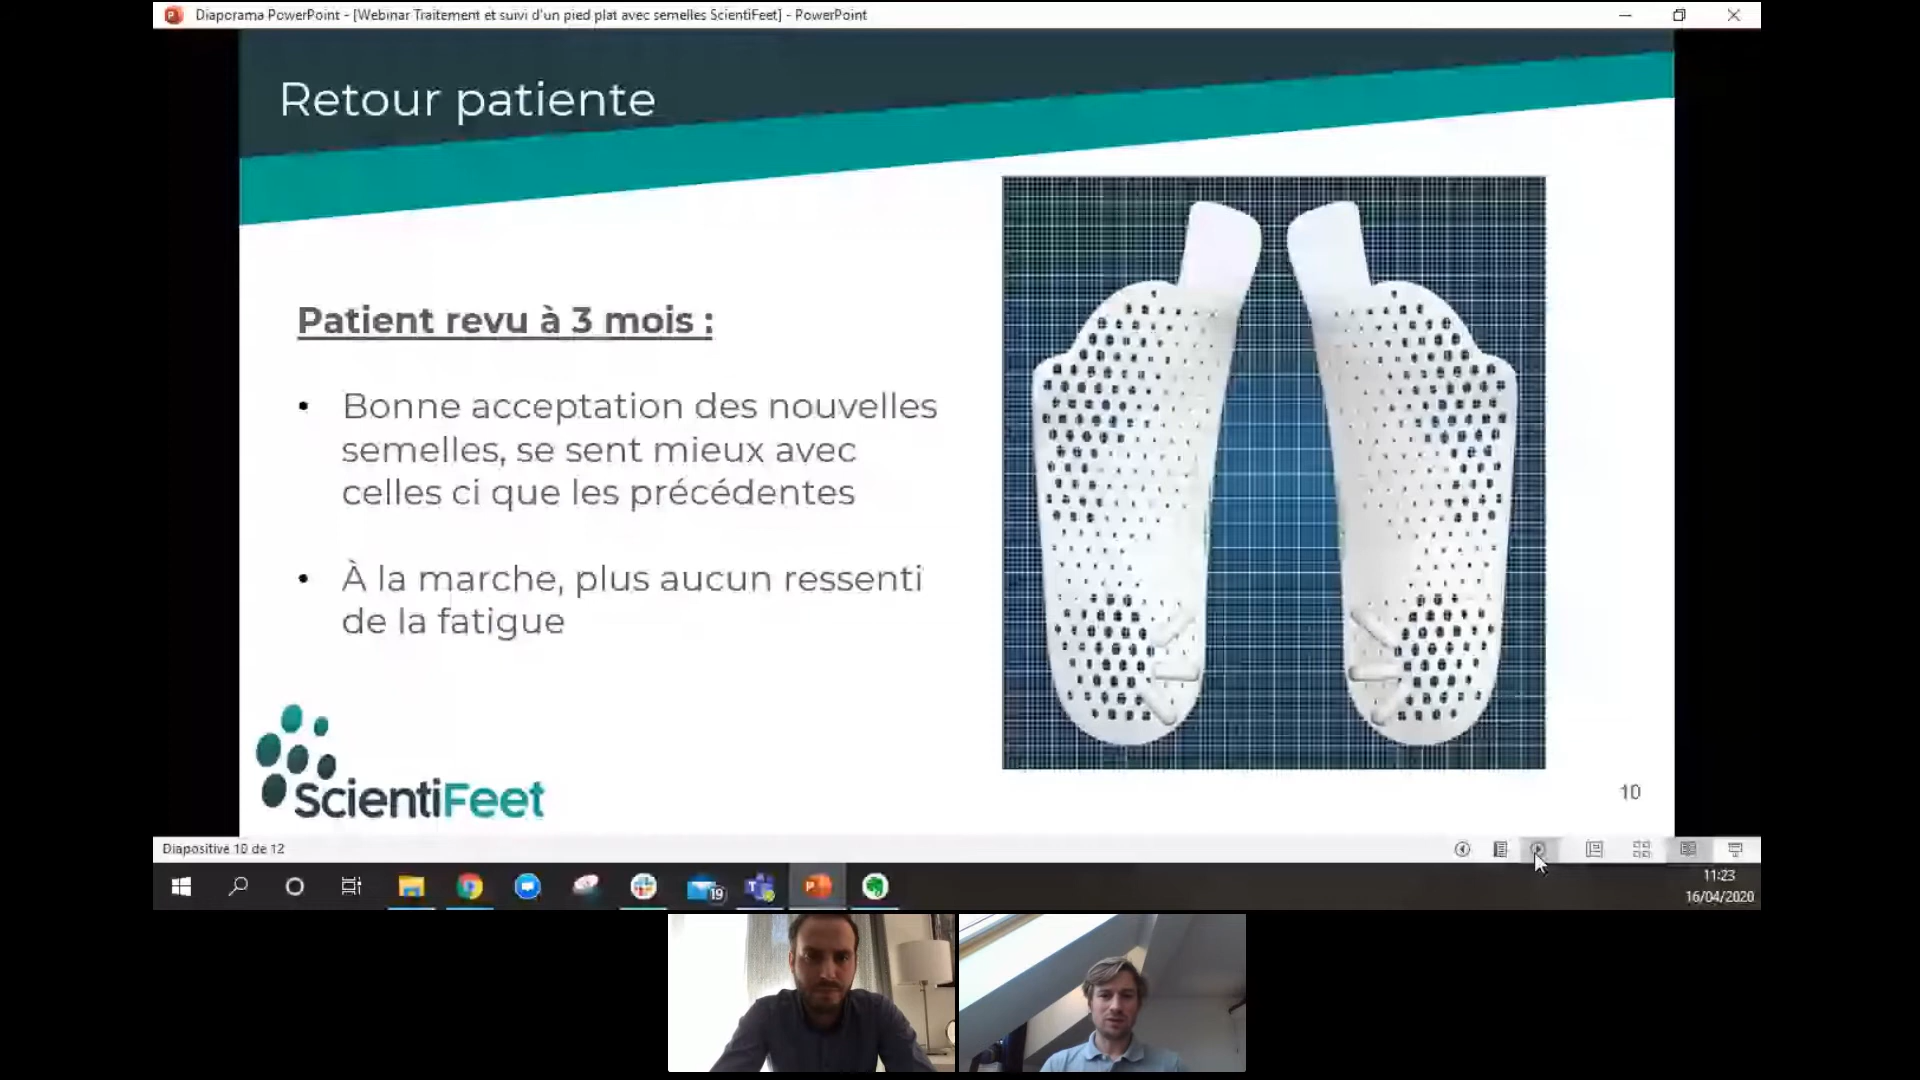 Diaporama PowerPoint - [Webinar Traitement et suivi d'un pied plat avec semelles ScientiFeet] - PowerPoint
Retour patiente
Patient revu à 3 mois :
• Bonne acceptation des nouvelles
semelles, se sent mieux avec
celles ci que les précédentes
• À la marche, plus aucun ressenti
de la fatigue
ScientiFeet
10
Diapositive 10 de 12
19
11:23
16/04/2020